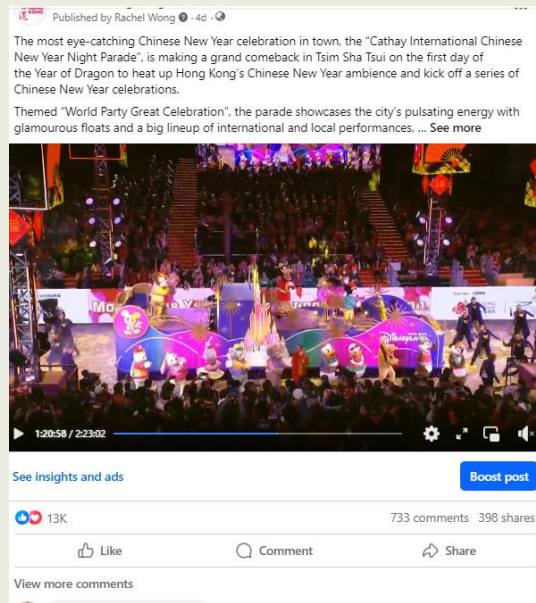 Published by Rachel Wong · 4d ·
The most eye-catching Chinese New Year celebration in town, the “Cathay International Chinese
New Year Night Parade”, is making a grand comeback in Tsim Sha Tsui on the first day of
the Year of Dragon to heat up Hong Kong’s Chinese New Year ambience and kick off a series of
Chinese New Year celebrations.
Themed “World Party Great Celebration”, the parade showcases the city’s pulsating energy with
glamourous floats and a big lineup of international and local performances, ... See more
DISNEYLAND
1:20:58 / 2:23:02
See insights and ads
Boost post
13K
733 comments 398 shares
Like
Comment
Share
View more comments